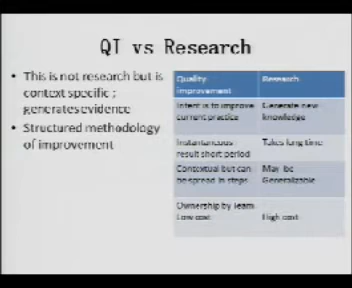 QI vs Research
• This is not research but is
context specific ;
generates evidence
• Structured methodology
of improvement
Quality
improvement
Research
Intent is to improve
current practice
Generate new
knowledge
Instantaneous
result short period
Takes long time
Contextual but can
be spread in steps
May be
Generalizable
Ownership by Team
Low cost
High cost